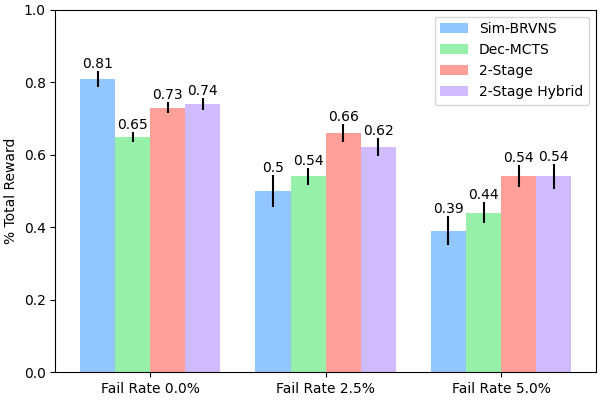 1.0
0.8
0.6
0.4
0.2
0.0
% Total Reward
Sim-BRVNS
Dec-MCTS
2-Stage
2-Stage Hybrid
0.81
0.65
0.73
0.74
0.5
0.54
0.66
0.62
0.39
0.44
0.54
0.54
Fail Rate 0.0%
Fail Rate 2.5%
Fail Rate 5.0%